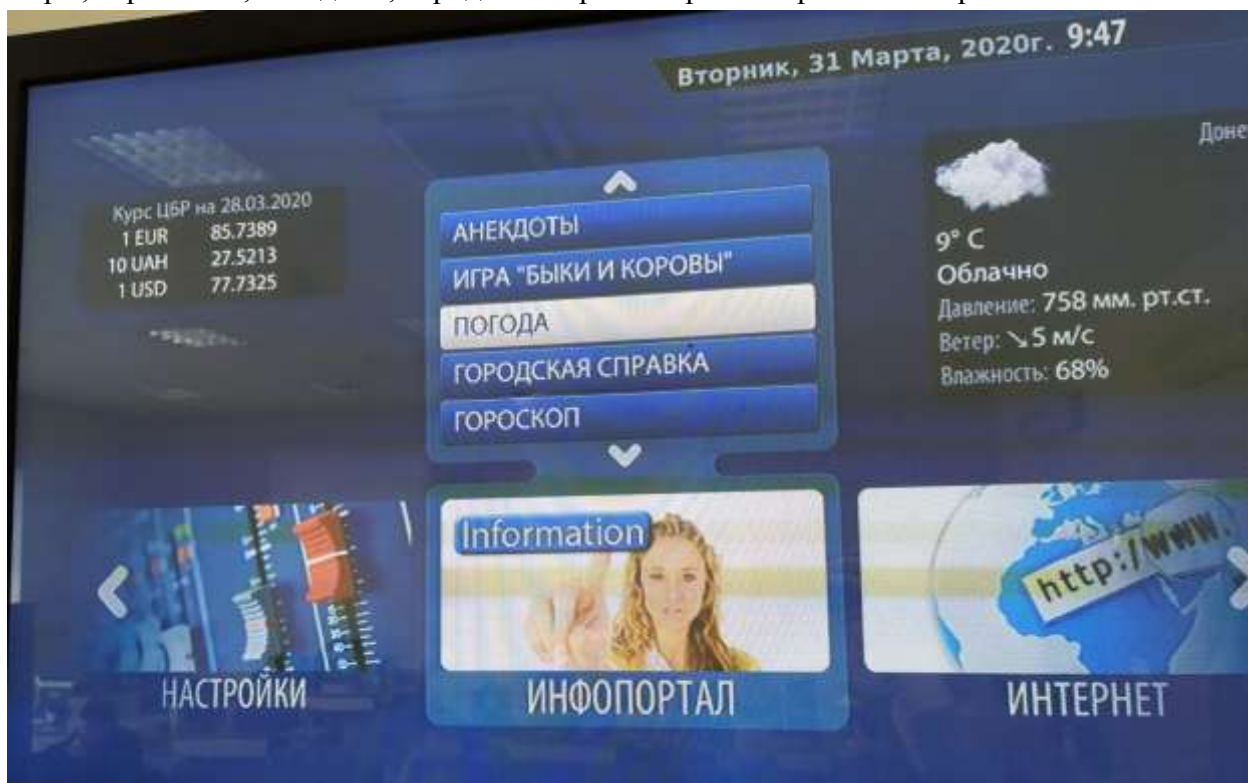 Вторник, 31 Марта, 2020г. 9:47
Курс ЦБР на 28.03.2020
1 EUR 85.7389
10 UAH 27.5213
1 USD 77.7325
АНЕКДОТЫ
ИГРА "БЫКИ И КОРОВЫ"
ПОГОДА
ГОРОДСКАЯ СПРАВКА
ГОРОСКОП
Доне
9° C
Облачно
Давление: 758 мм. рт.ст.
Ветер: ↘5 м/с
Влажность: 68%
Information
http://www.
НАСТРОЙКИ
ИНФОПОРТАЛ
ИНТЕРНЕТ